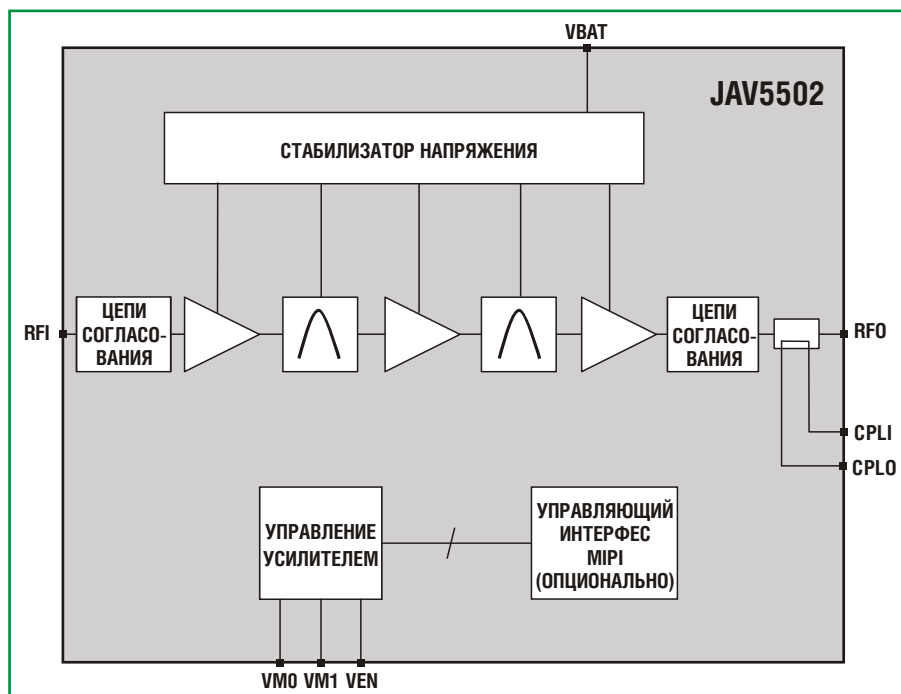 VBAT
JAV5502
СТАБИЛИЗАТОР НАПРЯЖЕНИЯ
RFI
ЦЕПИ
СОГЛАСО-
ВАНИЯ
ЦЕПИ
СОГЛАСО-
ВАНИЯ
RFO
CPLI
CPLO
УПРАВЛЕНИЕ
УСИЛИТЕЛЕМ
УПРАВЛЯЮЩИЙ
ИНТЕРФЕС
MIPI
(ОПЦИОНАЛЬНО)
VM0 VM1 VEN